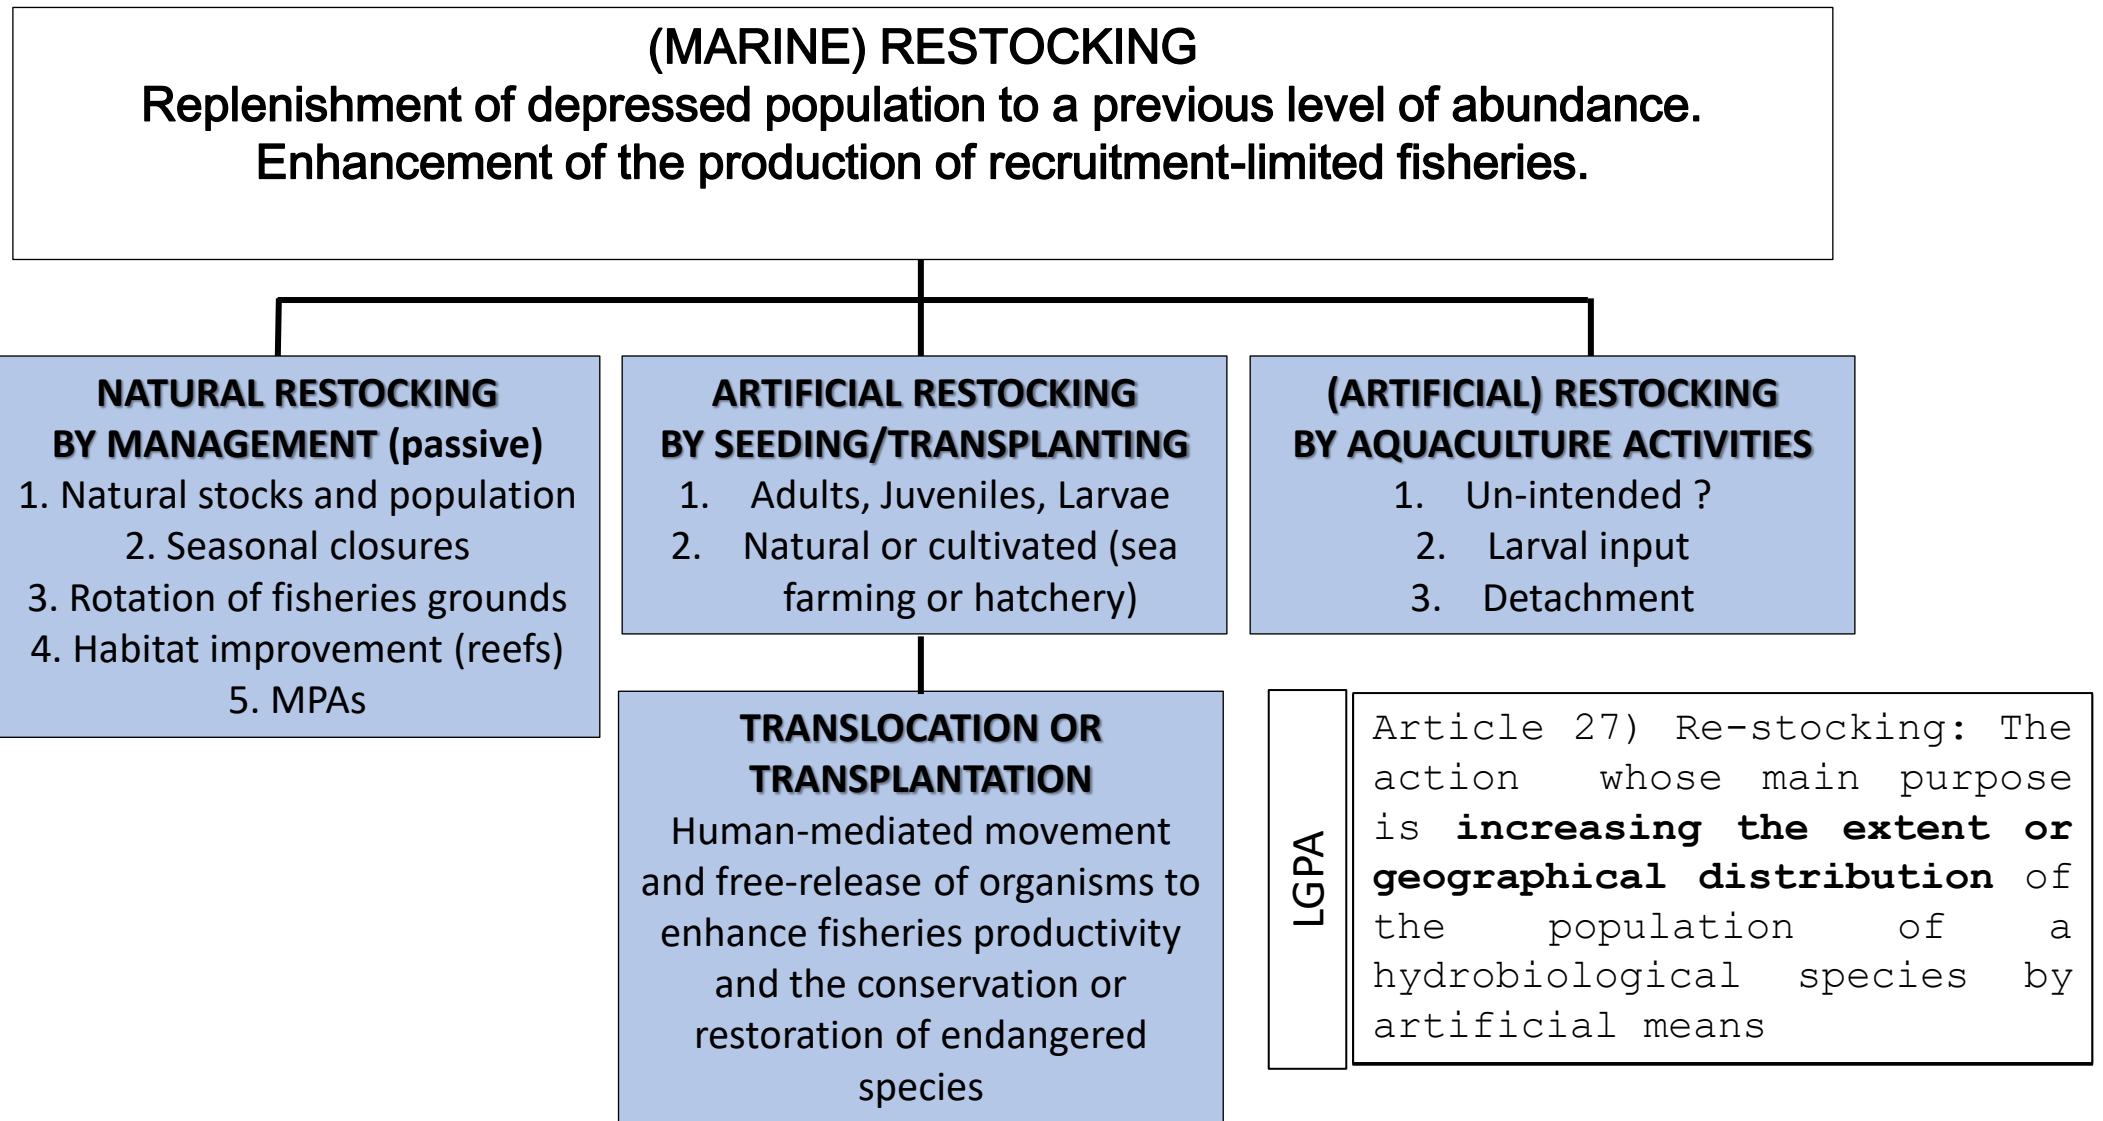 (MARINE) RESTOCKING
Replenishment of depressed population to a previous level of abundance.
Enhancement of the production of recruitment-limited fisheries.
NATURAL RESTOCKING
BY MANAGEMENT (passive)
1. Natural stocks and population
2. Seasonal closures
3. Rotation of fisheries grounds
4. Habitat improvement (reefs)
5. MPAs
ARTIFICIAL RESTOCKING
BY SEEDING/TRANSPLANTING
1. Adults, Juveniles, Larvae
2. Natural or cultivated (sea
farming or hatchery)
(ARTIFICIAL) RESTOCKING
BY AQUACULTURE ACTIVITIES
1. Un-intended ?
2. Larval input
3. Detachment
TRANSLOCATION OR
TRANSPLANTATION
Human-mediated movement
and free-release of organisms to
enhance fisheries productivity
and the conservation or
restoration of endangered
species
LGPA
Article 27) Re-stocking: The
action whose main purpose
is increasing the extent or
geographical distribution of
the population of a
hydrobiological species by
artificial means